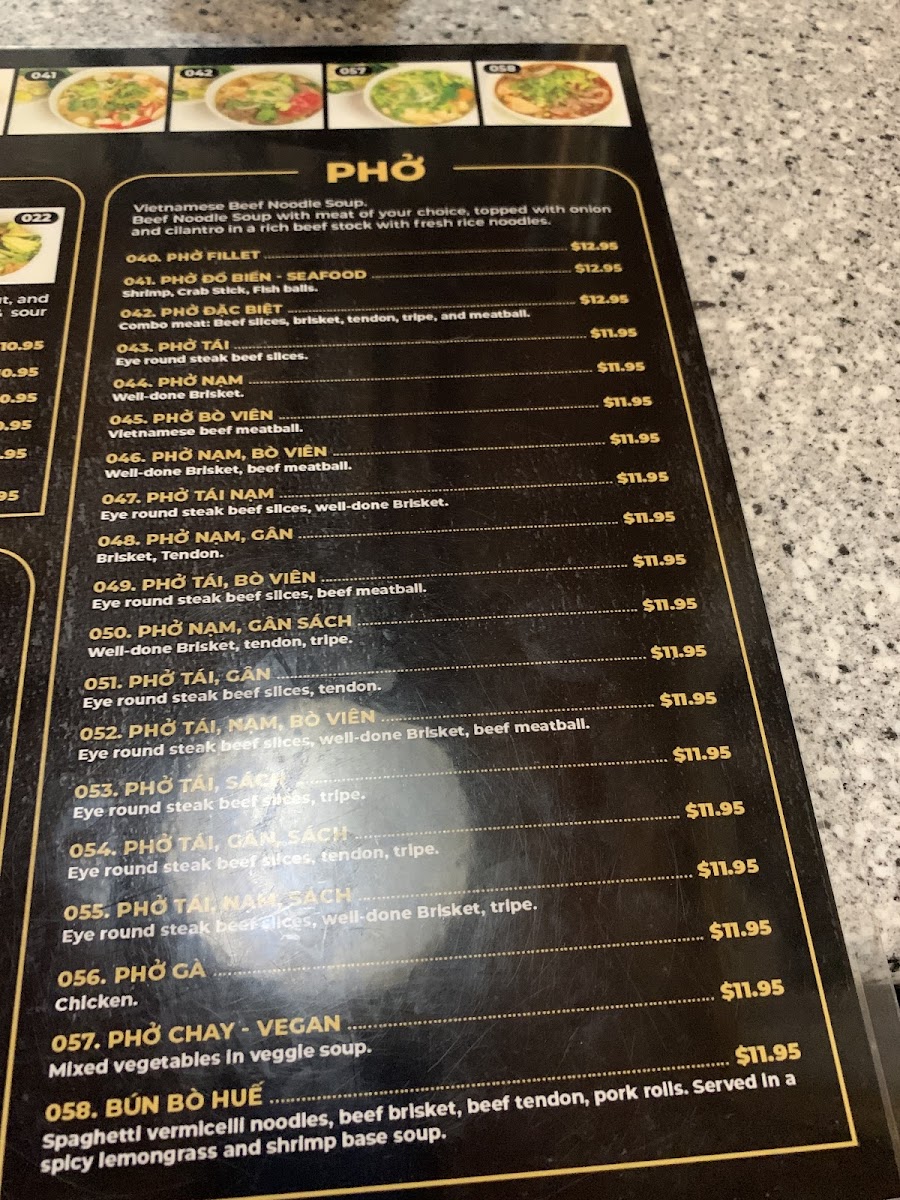 041
042
057
058
PHỞ
Vietnamese Beef Noodle Soup.
Beef Noodle Soup with meat of your choice, topped with onion
and cilantro in a rich beef stock with fresh rice noodles.
040. PHỞ FILLET $12.95
041. PHỞ ĐỒ BIỂN - SEAFOOD $12.95
Shrimp, Crab Stick, Fish balls.
042. PHỞ ĐẶC BIỆT $12.95
Combo meat: Beef slices, brisket, tendon, tripe, and meatball.
043. PHỞ TÁI $11.95
Eye round steak beef slices.
044. PHỞ NẠM $11.95
Well-done Brisket.
045. PHỞ BÒ VIÊN $11.95
Vietnamese beef meatball.
046. PHỞ NẠM, BÒ VIÊN $11.95
Well-done Brisket, beef meatball.
047. PHỞ TÁI NẠM $11.95
Eye round steak beef slices, well-done Brisket.
048. PHỞ NẠM, GÂN $11.95
Brisket, Tendon.
049. PHỞ TÁI, BÒ VIÊN $11.95
Eye round steak beef slices, beef meatball.
050. PHỞ NẠM, GÂN SÁCH $11.95
Well-done Brisket, tendon, tripe.
051. PHỞ TÁI, GÂN $11.95
Eye round steak beef slices, tendon.
052. PHỞ TÁI, NẠM, BÒ VIÊN $11.95
Eye round steak beef slices, well-done Brisket, beef meatball.
053. PHỞ TÁI, SÁCH $11.95
Eye round steak beef slices, tripe.
054. PHỞ TÁI, GÂN, SÁCH $11.95
Eye round steak beef slices, tendon, tripe.
055. PHỞ TÁI, NẠM, SÁCH $11.95
Eye round steak beef slices, well-done Brisket, tripe.
056. PHỞ GÀ $11.95
Chicken.
057. PHỞ CHAY - VEGAN $11.95
Mixed vegetables in veggie soup.
058. BÚN BÒ HUẾ $11.95
Spaghetti vermicelli noodles, beef brisket, beef tendon, pork rolls. Served in a
spicy lemongrass and shrimp base soup.
022
and
sour
10.95
0.95
0.95
.95
.95
95